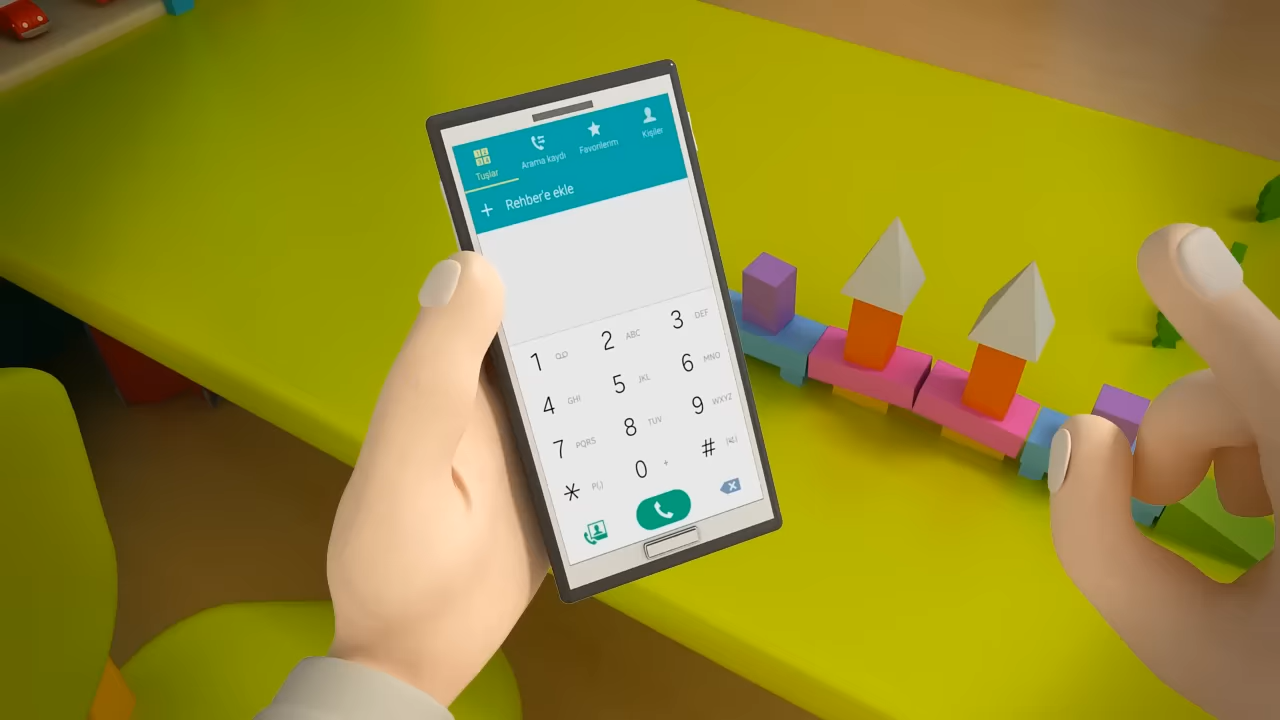 Tuşlar Arama kaydı Favorilerim Kişiler
+ Rehber'e ekle
1 2 ABC 3 DEF
4 GHI 5 JKL 6 MNO
7 PQRS 8 TUV 9 WXYZ
* P(,) 0 + #